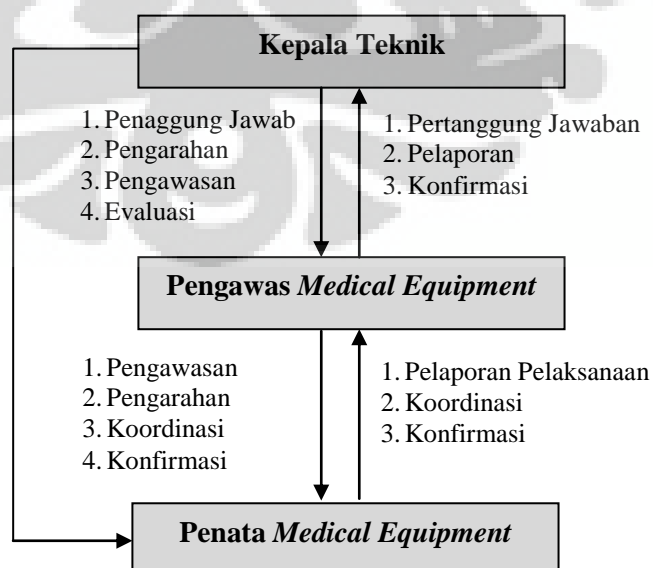 Kepala Teknik
1. Penaggung Jawab
2. Pengarahan
3. Pengawasan
4. Evaluasi
1. Pertanggung Jawaban
2. Pelaporan
3. Konfirmasi
Pengawas Medical Equipment
1. Pengawasan
2. Pengarahan
3. Koordinasi
4. Konfirmasi
1. Pelaporan Pelaksanaan
2. Koordinasi
3. Konfirmasi
Penata Medical Equipment